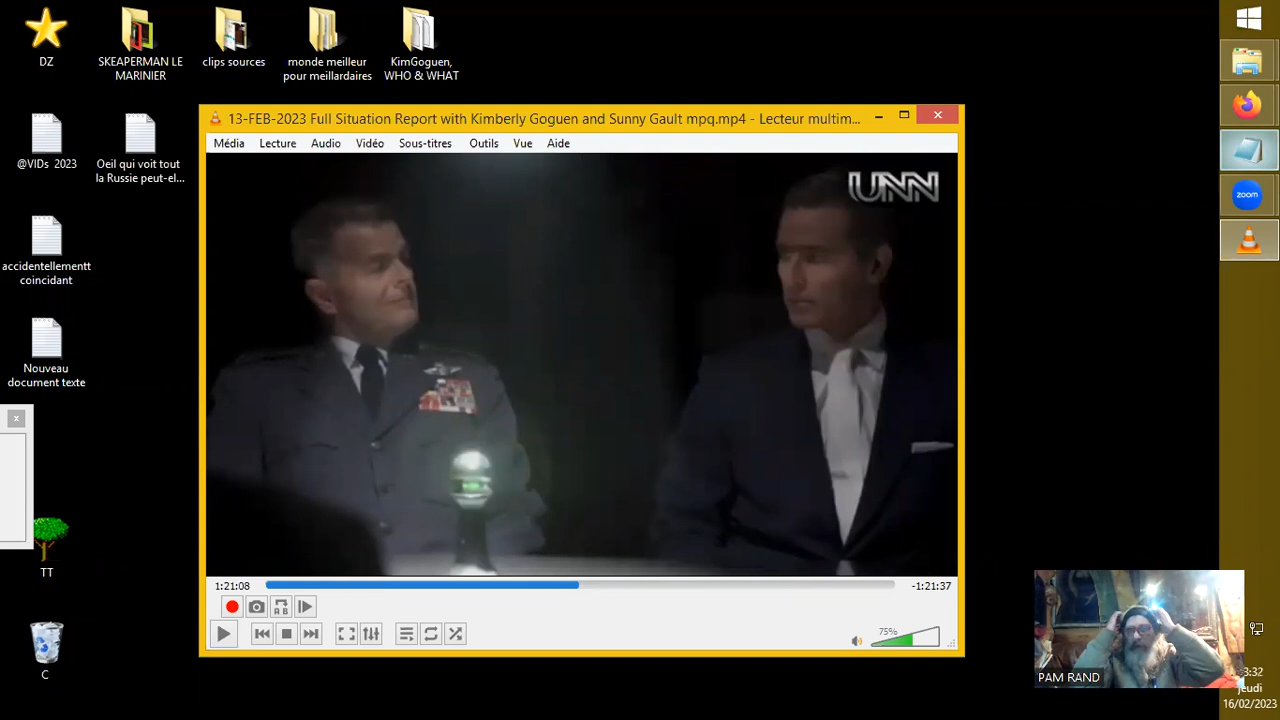 DZ
SKEAPERMAN LE
MARINIER
clips sources
monde meilleur
pour meillardaires
KimGoguen,
WHO & WHAT
@VIDs 2023
Oeil qui voit tout
la Russie peut-el...
accidentellementt
coincidant
Nouveau
document texte
x
TT
C
13-FEB-2023 Full Situation Report with Kimberly Goguen and Sunny Gault mpq.mp4 - Lecteur multim...
Média Lecture Audio Vidéo Sous-titres Outils Vue Aide
UNN
1:21:08
-1:21:37
A B
75%
zoom
PAM RAND
3:32
jeudi
16/02/2023